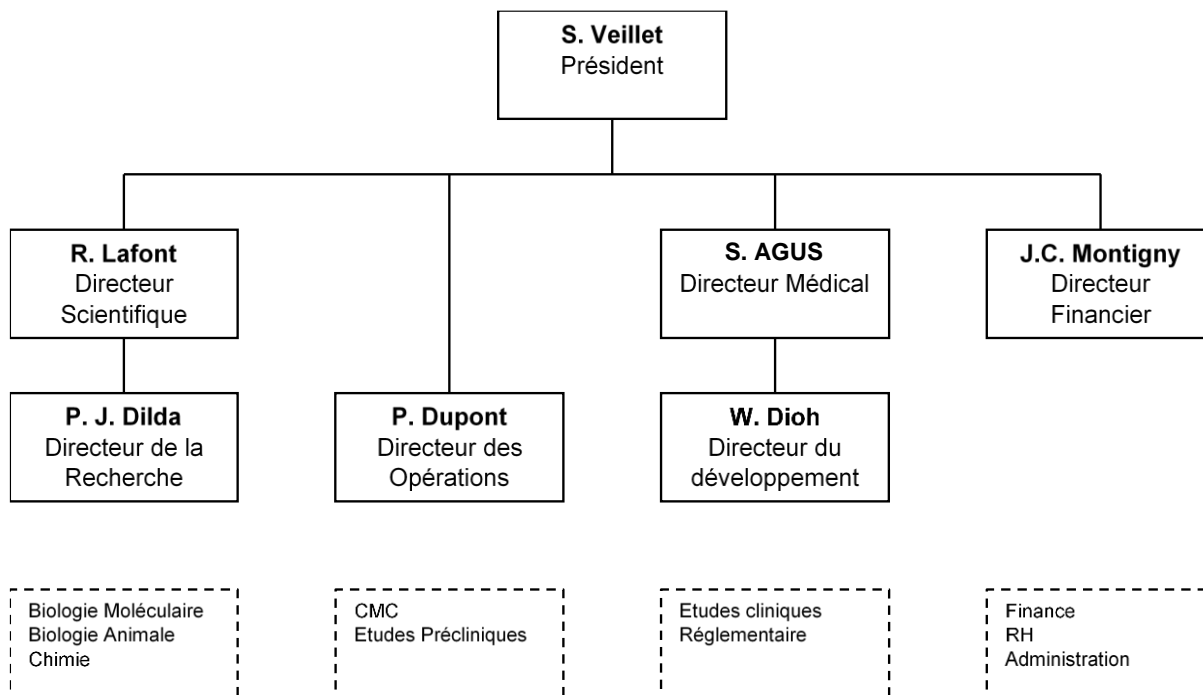 S. Veillet
Président
R. Lafont
Directeur
Scientifique
S. AGUS
Directeur Médical
J.C. Montigny
Directeur
Financier
P. J. Dilda
Directeur de la
Recherche
P. Dupont
Directeur des
Opérations
W. Dioh
Directeur du
développement
Biologie Moléculaire
Biologie Animale
Chimie
CMC
Etudes Précliniques
Etudes cliniques
Réglementaire
Finance
RH
Administration